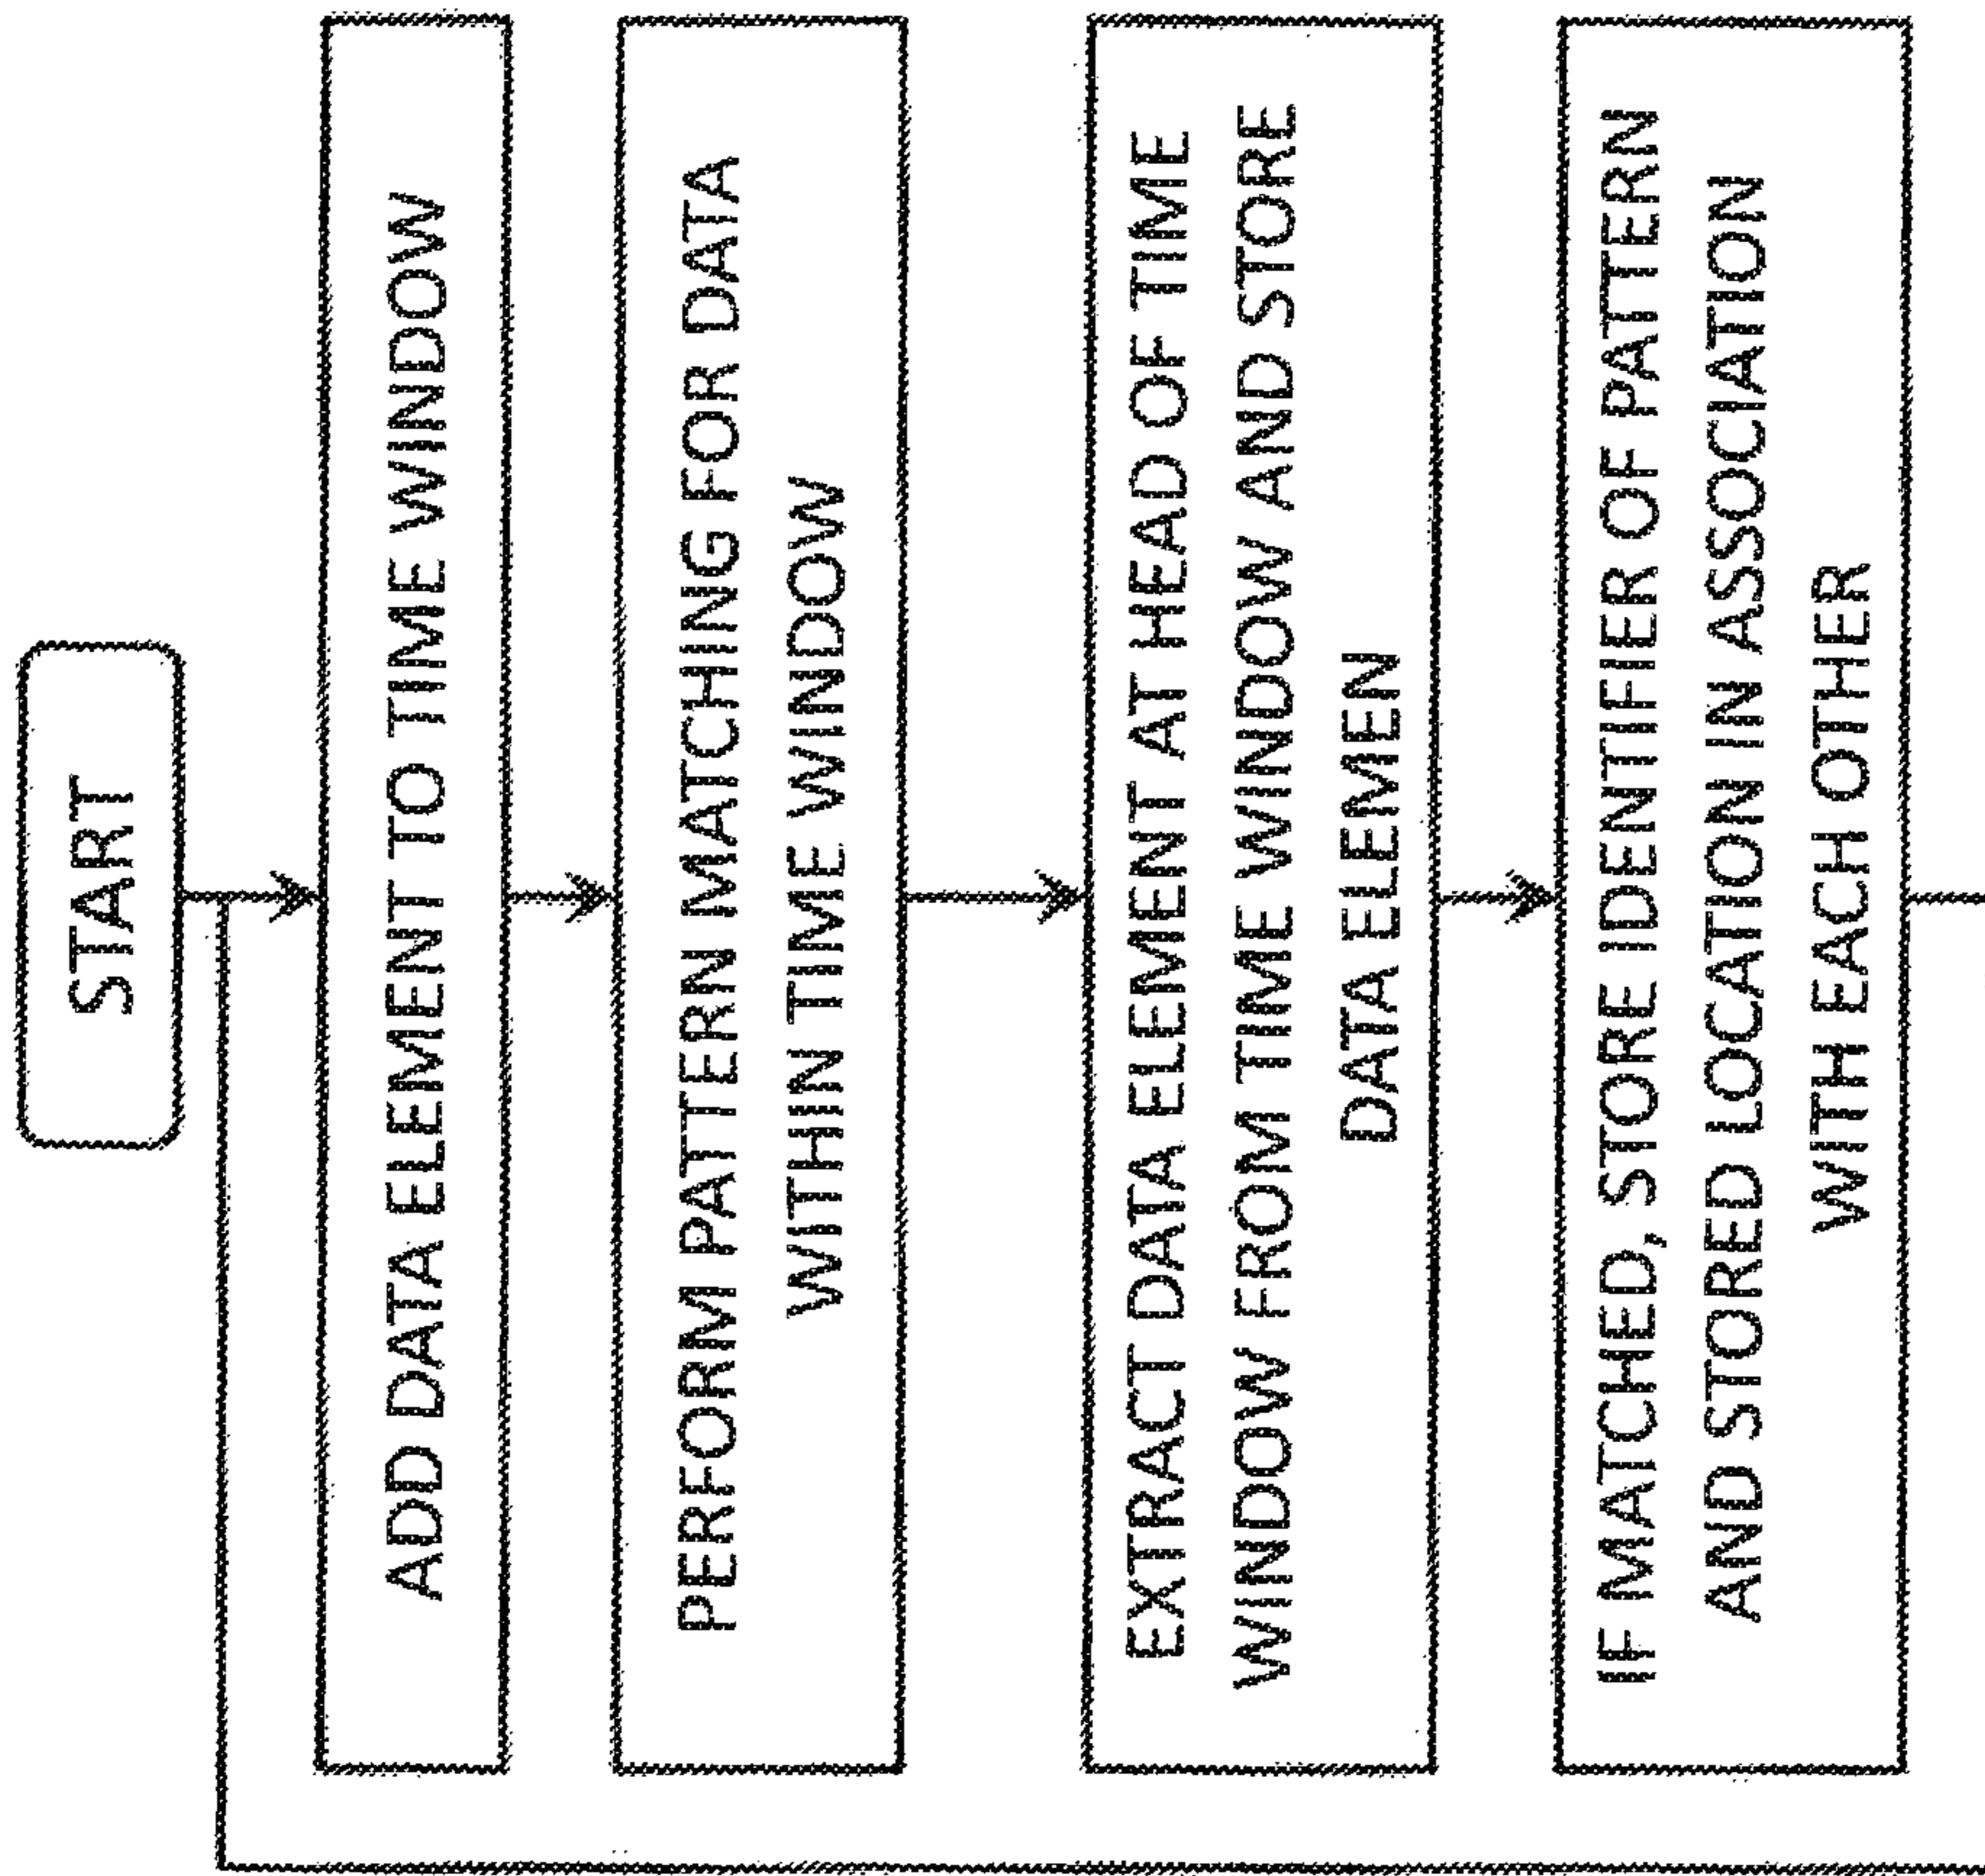 START
ADD DATA ELEMENT TO TIME WINDOW
PERFORM PATTERN MATCHING FOR DATA
WITHIN TIME WINDOW
EXTRACT DATA ELEMENT AT HEAD OF TIME
WINDOW FROM TIME WINDOW AND STORE
DATA ELEMEN
IF MATCHED, STORE IDENTIFIER OF PATTERN
AND STORED LOCATION IN ASSOCIATION
WITH EACH OTHER